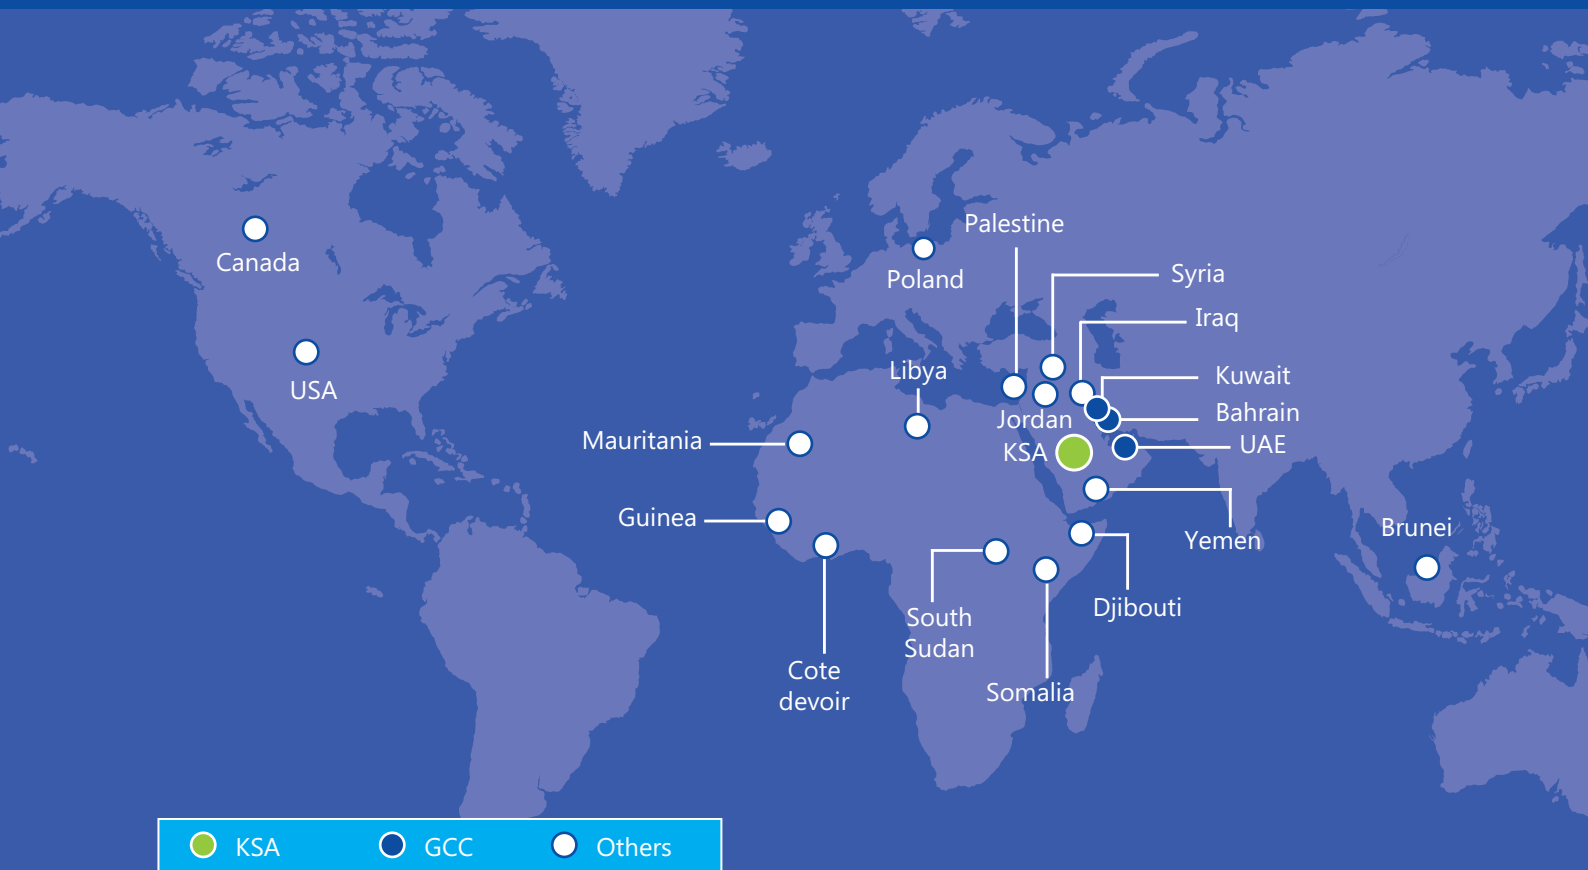 Palestine
Canada
Poland
Syria
Iraq
USA
Libya
Kuwait
Jordan
Bahrain
Mauritania
KSA
UAE
Guinea
Brunei
Yemen
South
Sudan
Djibouti
Cote
devoir
Somalia
KSA
GCC
Others